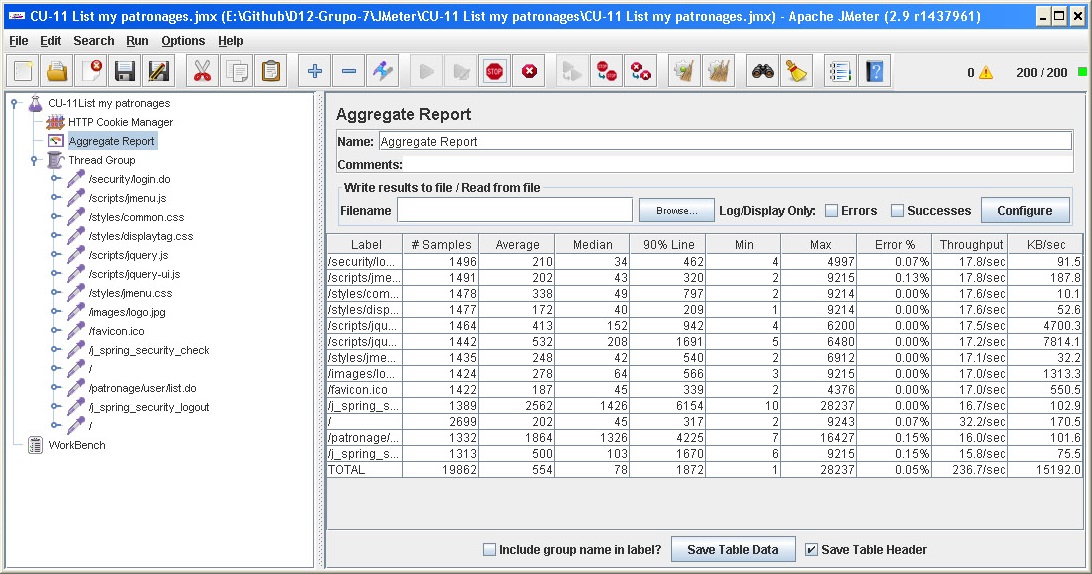 CU-11 List my patronages.jmx (E:\Github\D12-Grupo-7\JMeter\CU-11 List my patronages\CU-11 List my patronages.jmx) - Apache JMeter (2.9 r1437961)
File Edit Search Run Options Help
STOP 0 200 / 200
CU-11List my patronages
HTTP Cookie Manager
Aggregate Report
Thread Group
/security/login.do
/scripts/jmenu.js
/styles/common.css
/styles/displaytag.css
/scripts/jquery.js
/scripts/jquery-ui.js
/styles/jmenu.css
/images/logo.jpg
/favicon.ico
/j_spring_security_check
/
/patronage/user/list.do
/j_spring_security_logout
/
WorkBench
Aggregate Report
Name: Aggregate Report
Comments:
Write results to file / Read from file
Filename Browse... Log/Display Only: Errors Successes Configure
Label # Samples Average Median 90% Line Min Max Error % Throughput KB/sec
/security/lo... 1496 210 34 462 4 4997 0.07% 17.8/sec 91.5
/scripts/jme... 1491 202 43 320 2 9215 0.13% 17.8/sec 187.8
/styles/com... 1478 338 49 797 2 9214 0.00% 17.6/sec 10.1
/styles/disp... 1477 172 40 209 1 9214 0.00% 17.6/sec 52.6
/scripts/jqu... 1464 413 152 942 4 6200 0.00% 17.5/sec 4700.3
/scripts/jqu... 1442 532 208 1691 5 6480 0.00% 17.2/sec 7814.1
/styles/jme... 1435 248 42 540 2 6912 0.00% 17.1/sec 32.2
/images/lo... 1424 278 64 566 3 9215 0.00% 17.0/sec 1313.3
/favicon.ico 1422 187 45 339 2 4376 0.00% 17.0/sec 550.5
/j_spring_s... 1389 2562 1426 6154 10 28237 0.00% 16.7/sec 102.9
/ 2699 202 45 317 2 9243 0.07% 32.2/sec 170.5
/patronage/... 1332 1864 1326 4225 7 16427 0.15% 16.0/sec 101.6
/j_spring_s... 1313 500 103 1670 6 9215 0.15% 15.8/sec 75.5
TOTAL 19862 554 78 1872 1 28237 0.05% 236.7/sec 15192.0
Include group name in label? Save Table Data Save Table Header